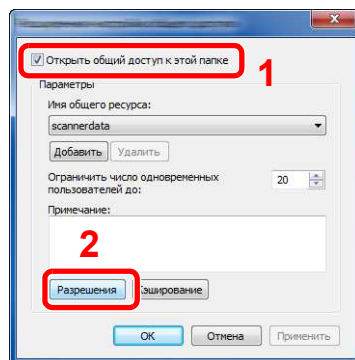 Открыть общий доступ к этой папке
1
Параметры
Имя общего ресурса:
scannerdata
Добавить Удалить
Ограничить число одновременных
пользователей до:
20
Примечание:
2
Разрешения Кэширование
ОК Отмена Применить